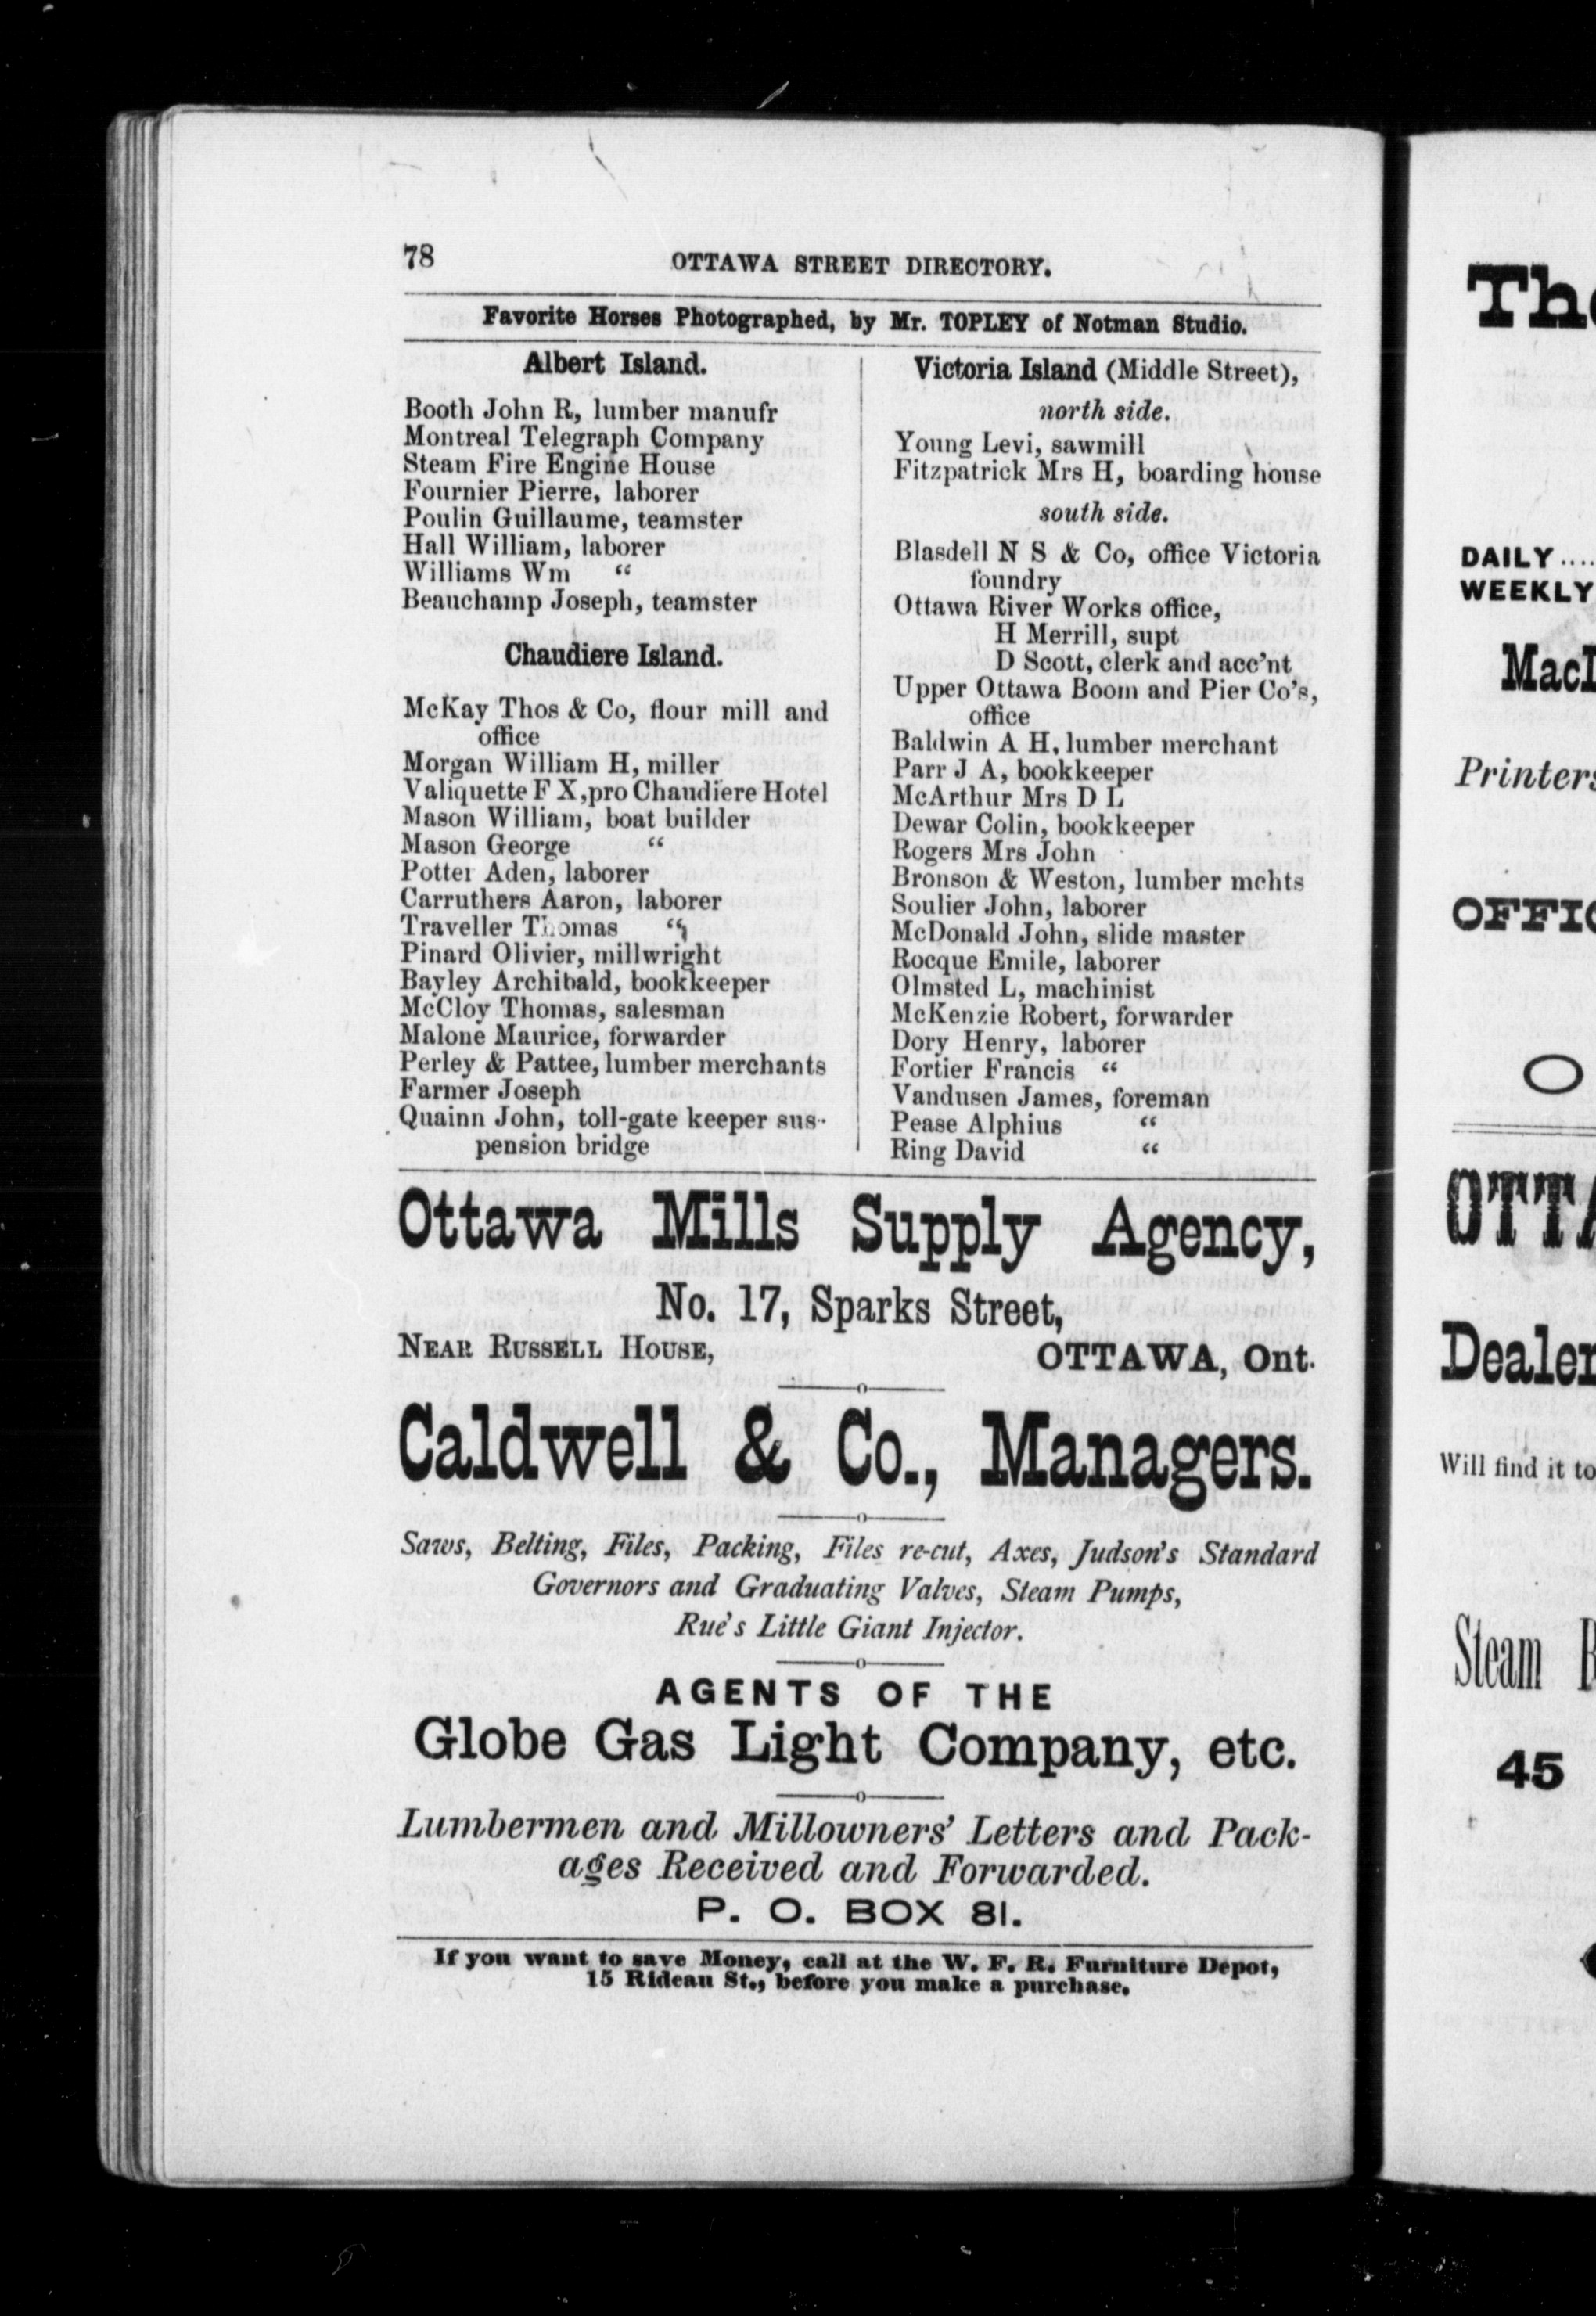 78
OTTAWA STREET DIRECTORY.
Favorite Horses Photographed, by Mr. TOPLEY of Notman Studio.
Albert Island.
Booth John R, lumber manufr
Montreal Telegraph Company
Steam Fire Engine House
Fournier Pierre, laborer
Poulin Guillaume, teamster
Hall William, laborer
Williams Wm “
Beauchamp Joseph, teamster
Chaudiere Island.
McKay Thos & Co, flour mill and
office
Morgan William H, miller
Valiquette F X,pro Chaudiere Hotel
Mason William, boat builder
Mason George “
Potter Aden, laborer
Carruthers Aaron, laborer
Traveller Thomas “
Pinard Olivier, millwright
Bayley Archibald, bookkeeper
McCloy Thomas, salesman
Malone Maurice, forwarder
Perley & Pattee, lumber merchants
Farmer Joseph
Quainn John, toll-gate keeper sus-
pension bridge
Victoria Island (Middle Street),
north side.
Young Levi, sawmill
Fitzpatrick Mrs H, boarding house
south side.
Blasdell N S & Co, office Victoria
foundry
Ottawa River Works office,
H Merrill, supt
D Scott, clerk and acc’nt
Upper Ottawa Boom and Pier Co’s,
office
Baldwin A H, lumber merchant
Parr J A, bookkeeper
McArthur Mrs D L
Dewar Colin, bookkeeper
Rogers Mrs John
Bronson & Weston, lumber mchts
Soulier John, laborer
McDonald John, slide master
Rocque Emile, laborer
Olmsted L, machinist
McKenzie Robert, forwarder
Dory Henry, laborer
Fortier Francis “
Vandusen James, foreman
Pease Alphius “
Ring David “
Ottawa Mills Supply Agency,
No. 17, Sparks Street,
NEAR RUSSELL HOUSE, OTTAWA, Ont.
Caldwell & Co., Managers.
Saws, Belting, Files, Packing, Files re-cut, Axes, Judson's Standard
Governors and Graduating Valves, Steam Pumps,
Rue's Little Giant Injector.
AGENTS OF THE
Globe Gas Light Company, etc.
Lumbermen and Millowners’ Letters and Pack-
ages Received and Forwarded.
P. O. BOX 81.
If you want to save Money, call at the W. F. R. Furniture Depot,
15 Rideau St., before you make a purchase.
DAILY ....
WEEKLY
Printers
Dealer
Will find it to
Steam
45